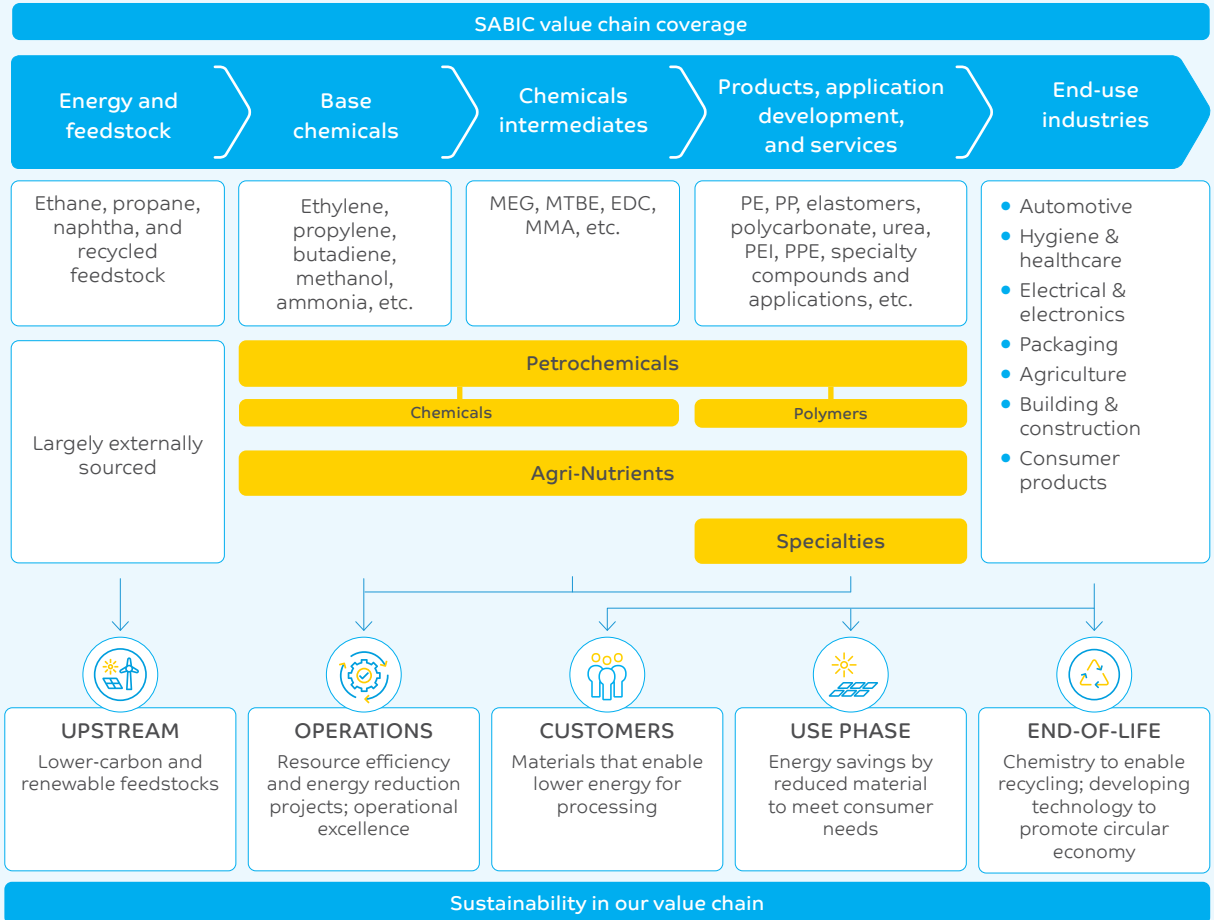 SABIC value chain coverage
Energy and
feedstock
Base
chemicals
Chemicals
intermediates
Products, application
development,
and services
End-use
industries
Ethane, propane,
naphtha, and
recycled
feedstock
Ethylene,
propylene,
butadiene,
methanol,
ammonia, etc.
MEG, MTBE, EDC,
MMA, etc.
PE, PP, elastomers,
polycarbonate, urea,
PEI, PPE, specialty
compounds and
applications, etc.
• Automotive
• Hygiene &
healthcare
• Electrical &
electronics
• Packaging
• Agriculture
• Building &
construction
• Consumer
products
Largely externally
sourced
Petrochemicals
Chemicals
Polymers
Agri-Nutrients
Specialties
UPSTREAM
Lower-carbon and
renewable feedstocks
OPERATIONS
Resource efficiency
and energy reduction
projects; operational
excellence
CUSTOMERS
Materials that enable
lower energy for
processing
USE PHASE
Energy savings by
reduced material
to meet consumer
needs
END-OF-LIFE
Chemistry to enable
recycling; developing
technology to
promote circular
economy
Sustainability in our value chain